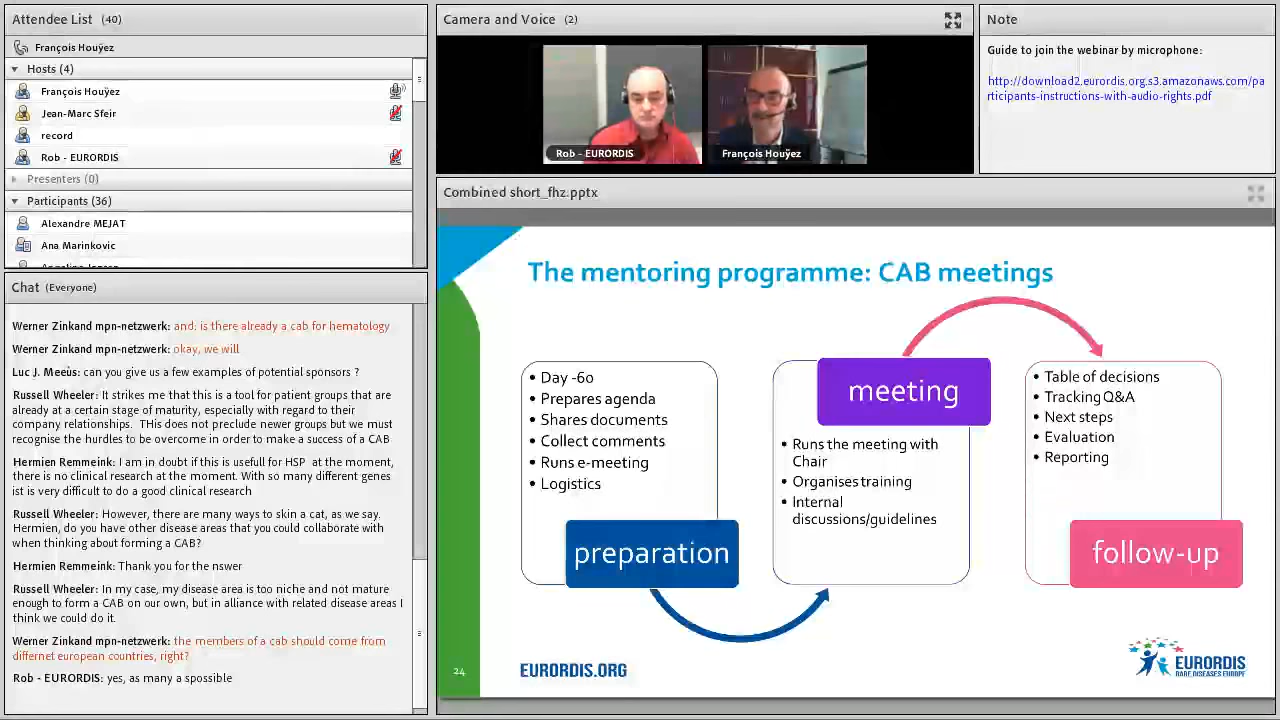 Attendee List (40)
François Houÿez
Hosts (4)
François Houÿez
Jean-Marc Sfeir
record
Rob - EURORDIS
Presenters (0)
Participants (36)
Alexandre MEJAT
Ana Marinkovic
Chat (Everyone)
Werner Zinkand mpn-netzwerk: and: is there already a cab for hematology
Werner Zinkand mpn-netzwerk: okay, we will
Luc J. Meeùs: can you give us a few examples of potential sponsors ?
Russell Wheeler: It strikes me that this is a tool for patient groups that are
already at a certain stage of maturity, especially with regard to their
company relationships. THis does not preclude newer groups but we must
recognise the hurdles to be overcome in order to make a success of a CAB
Hermien Remmeink: I am in doubt if this is usefull for HSP at the moment,
there is no clinical research at the moment. With so many different genes
ist is very difficult to do a good clinical research
Russell Wheeler: However, there are many ways to skin a cat, as we say.
Hermien, do you have other disease areas that you could collaborate with
when thinking about forming a CAB?
Hermien Remmeink: Thank you for the nswer
Russell Wheeler: In my case, my disease area is too niche and not mature
enough to form a CAB on our own, but in alliance with related disease areas I
think we could do it.
Werner Zinkand mpn-netzwerk: the members of a cab should come from
differnet european countries, right?
Rob - EURORDIS: yes, as many a spossible
Camera and Voice (2)
Rob - EURORDIS
François Houÿez
Note
Guide to join the webinar by microphone:
http://download2.eurordis.org.s3.amazonaws.com/pa
rticipants-instructions-with-audio-rights.pdf
Combined short_fhz.pptx
The mentoring programme: CAB meetings
• Day -60
• Prepares agenda
• Shares documents
• Collect comments
• Runs e-meeting
• Logistics
preparation
meeting
• Runs the meeting with
Chair
• Organises training
• Internal
discussions/guidelines
• Table of decisions
• Tracking Q&A
• Next steps
• Evaluation
• Reporting
follow-up
24
EURORDIS.ORG
EURORDIS
RARE DISEASES EUROPE